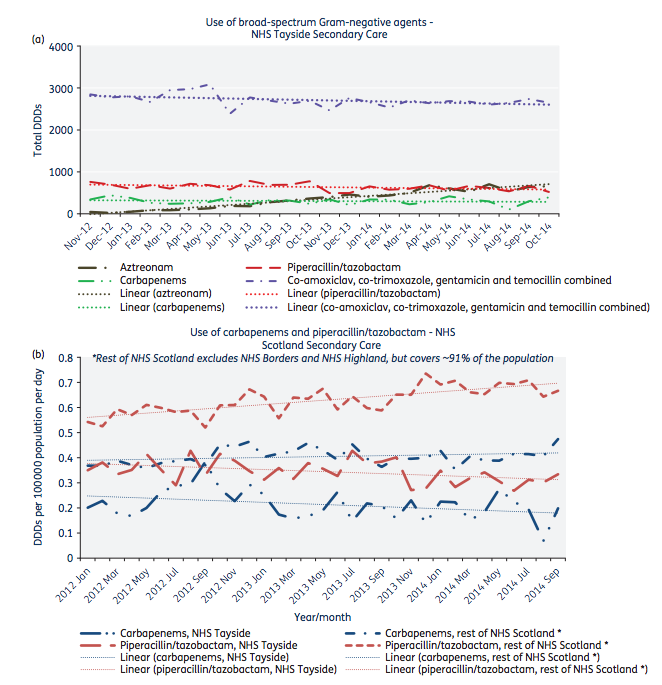 Use of broad-spectrum Gram-negative agents -
NHS Tayside Secondary Care
(a)
4000
3000
2000
1000
0
Total DDDs
Nov-12
Dec-12
Jan-13
Feb-13
Mar-13
Apr-13
May-13
Jun-13
Jul-13
Aug-13
Sep-13
Oct-13
Nov-13
Dec-13
Jan-14
Feb-14
Mar-14
Apr-14
May-14
Jun-14
Jul-14
Aug-14
Sep-14
Oct-14
Aztreonam
Piperacillin/tazobactam
Carbapenems
Co-amoxiclav, co-trimoxazole, gentamicin and temocillin combined
Linear (aztreonam)
Linear (piperacillin/tazobactam)
Linear (carbapenems)
Linear (co-amoxiclav, co-trimoxazole, gentamicin and temocillin combined)
Use of carbapenems and piperacillin/tazobactam - NHS
Scotland Secondary Care
(b)
*Rest of NHS Scotland excludes NHS Borders and NHS Highland, but covers ~91% of the population
0.8
0.7
0.6
0.5
0.4
0.3
0.2
0.1
0
DDDs per 100000 population per day
2012 Jan
2012 Mar
2012 May
2012 Jul
2012 Sep
2012 Nov
2013 Jan
2013 Mar
2013 May
2013 Jul
2013 Sep
2013 Nov
2014 Jan
2014 Mar
2014 May
2014 Jul
2014 Sep
Year/month
Carbapenems, NHS Tayside
Carbapenems, rest of NHS Scotland *
Piperacillin/tazobactam, NHS Tayside
Piperacillin/tazobactam, rest of NHS Scotland *
Linear (carbapenems, NHS Tayside)
Linear (carbapenems, rest of NHS Scotland *)
Linear (piperacillin/tazobactam, NHS Tayside)
Linear (piperacillin/tazobactam, rest of NHS Scotland *)